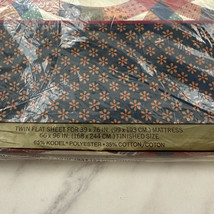 TWIN FLAT SHEET FOR 39 x 76 IN. (99 x 193 CM.) MATTRESS
66 x 96 IN. (168 x 244 CM.) FINISHED SIZE
65% KODEL® POLYESTER • 35% COTTON/COTON